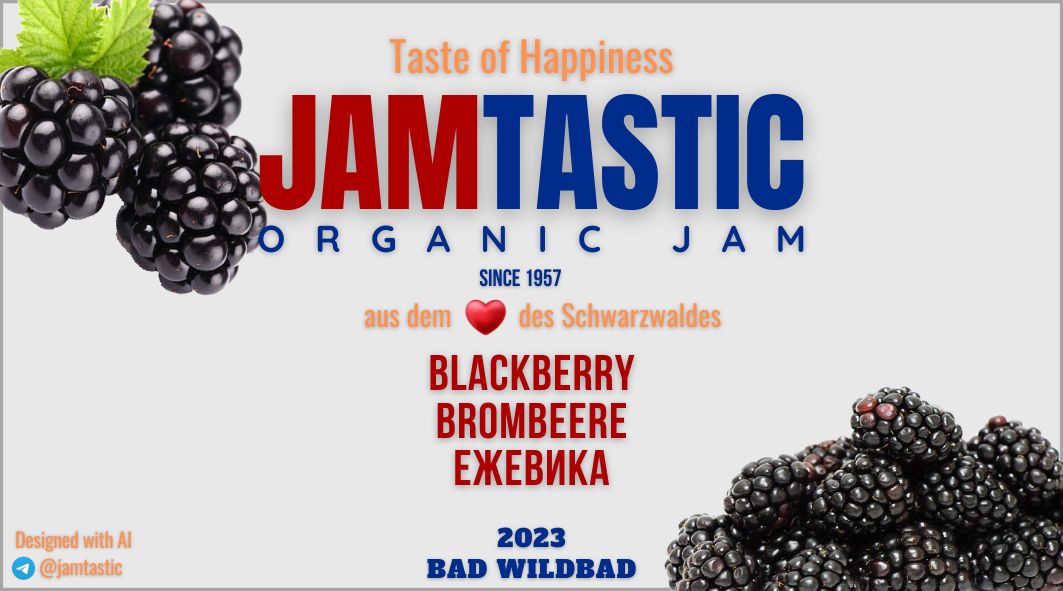 Taste of Happiness
JAMTASTIC
ORGANIC JAM
SINCE 1957
aus dem ❤️ des Schwarzwaldes
BLACKBERRY
BROMBEERE
ЕЖЕВИКА
2023
BAD WILDBAD
Designed with AI
@jamtastic